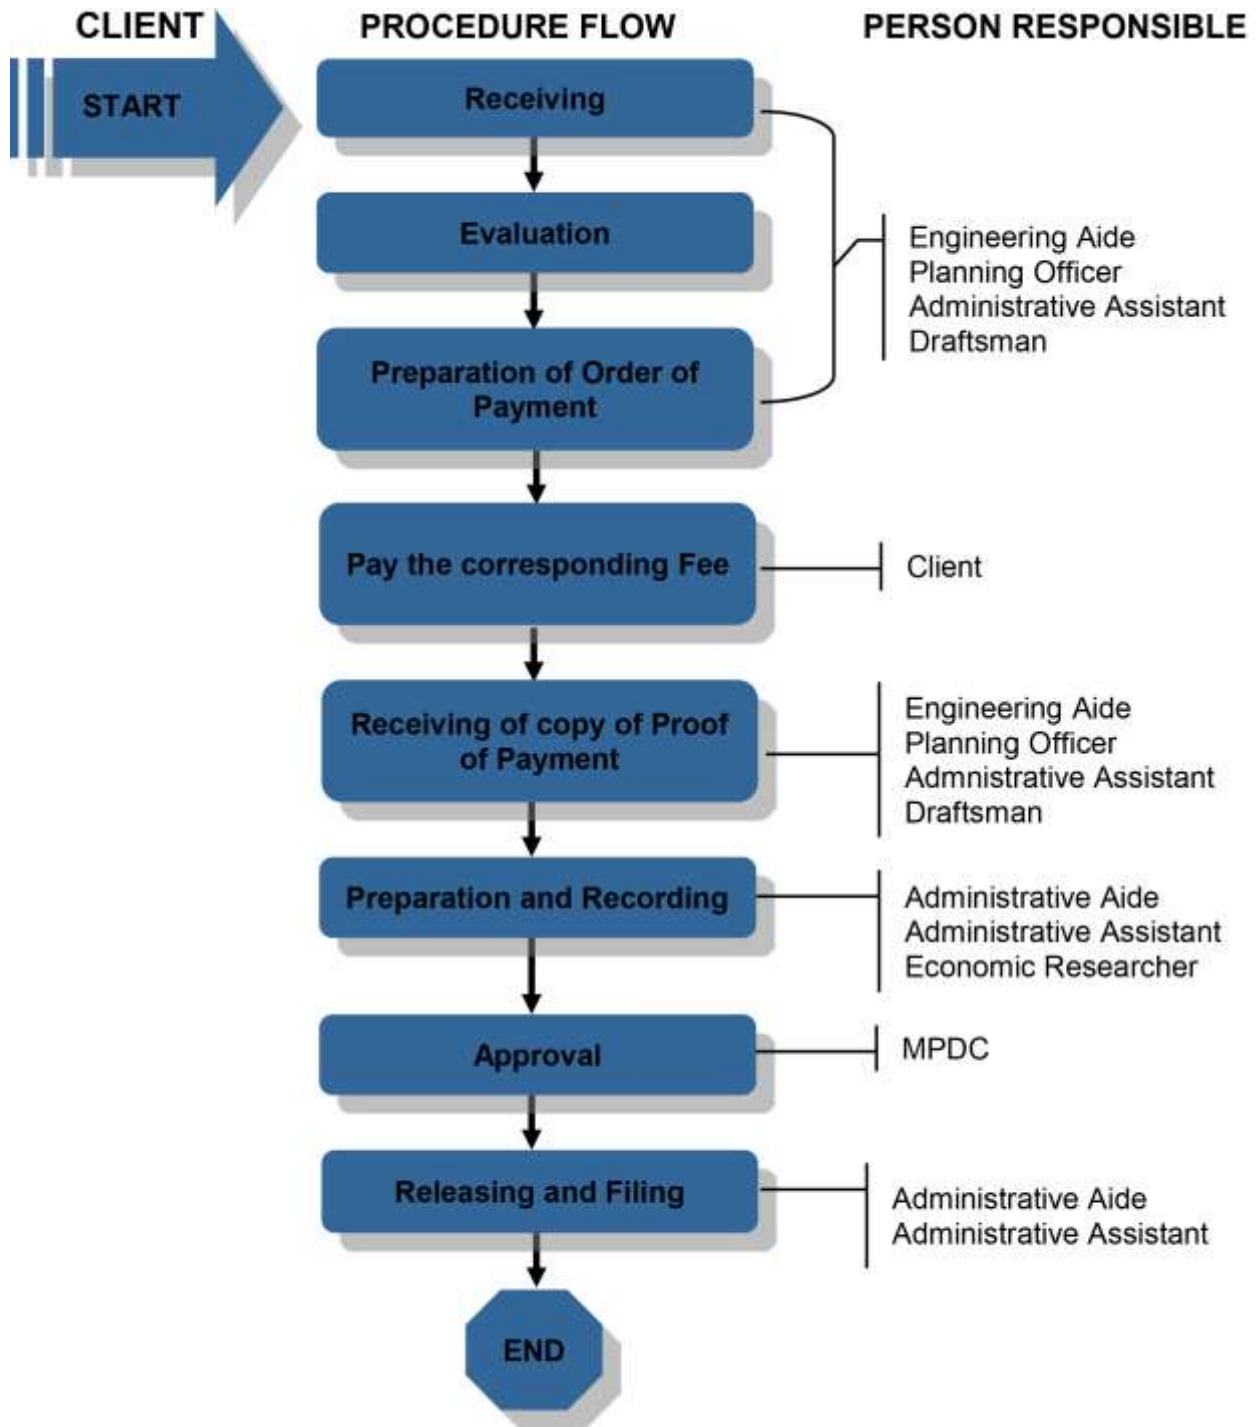 CLIENT PROCEDURE FLOW PERSON RESPONSIBLE
START
Receiving
Evaluation
Engineering Aide
Planning Officer
Administrative Assistant
Draftsman
Preparation of Order of
Payment
Pay the corresponding Fee
Client
Receiving of copy of Proof
of Payment
Engineering Aide
Planning Officer
Admnistrative Assistant
Draftsman
Preparation and Recording
Administrative Aide
Administrative Assistant
Economic Researcher
Approval
MPDC
Releasing and Filing
Administrative Aide
Administrative Assistant
END